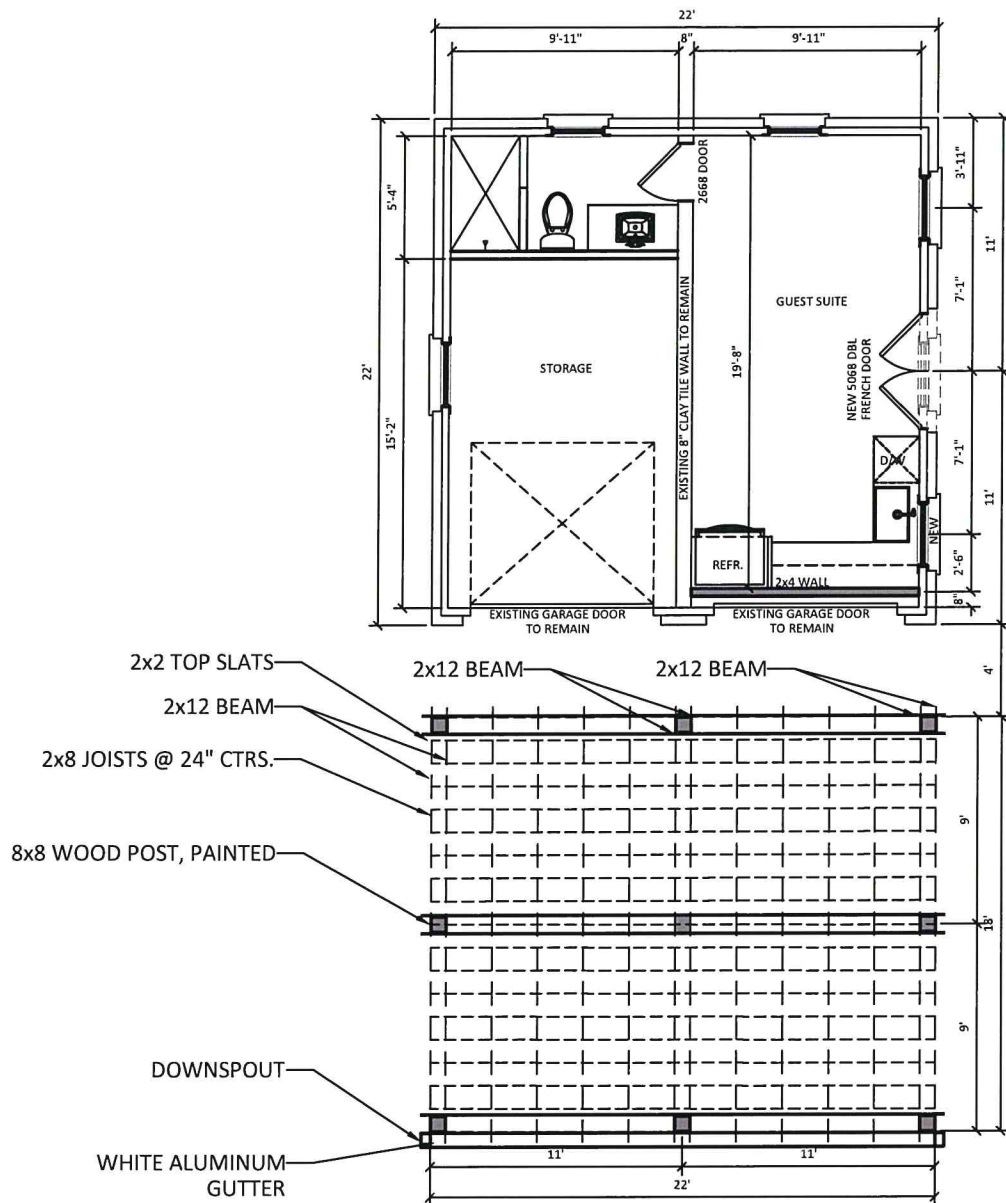 22'
9'-11"
8"
9'-11"
5'-4"
2668 DOOR
3'-11"
11'
GUEST SUITE
7'-1"
EXISTING 8" CLAY TILE WALL TO REMAIN
19'-8"
NEW 5068 DBL
FRENCH DOOR
22'
STORAGE
15'-2"
D/W
7'-1"
11'
NEW
REFR.
2x4 WALL
2'-6"
8"
EXISTING GARAGE DOOR
TO REMAIN
EXISTING GARAGE DOOR
TO REMAIN
2x2 TOP SLATS
2x12 BEAM
2x12 BEAM
4'
2x12 BEAM
2x8 JOISTS @ 24" CTRS.
9'
8x8 WOOD POST, PAINTED
18'
9'
DOWNSPOUT
WHITE ALUMINUM
GUTTER
11'
11'
22'